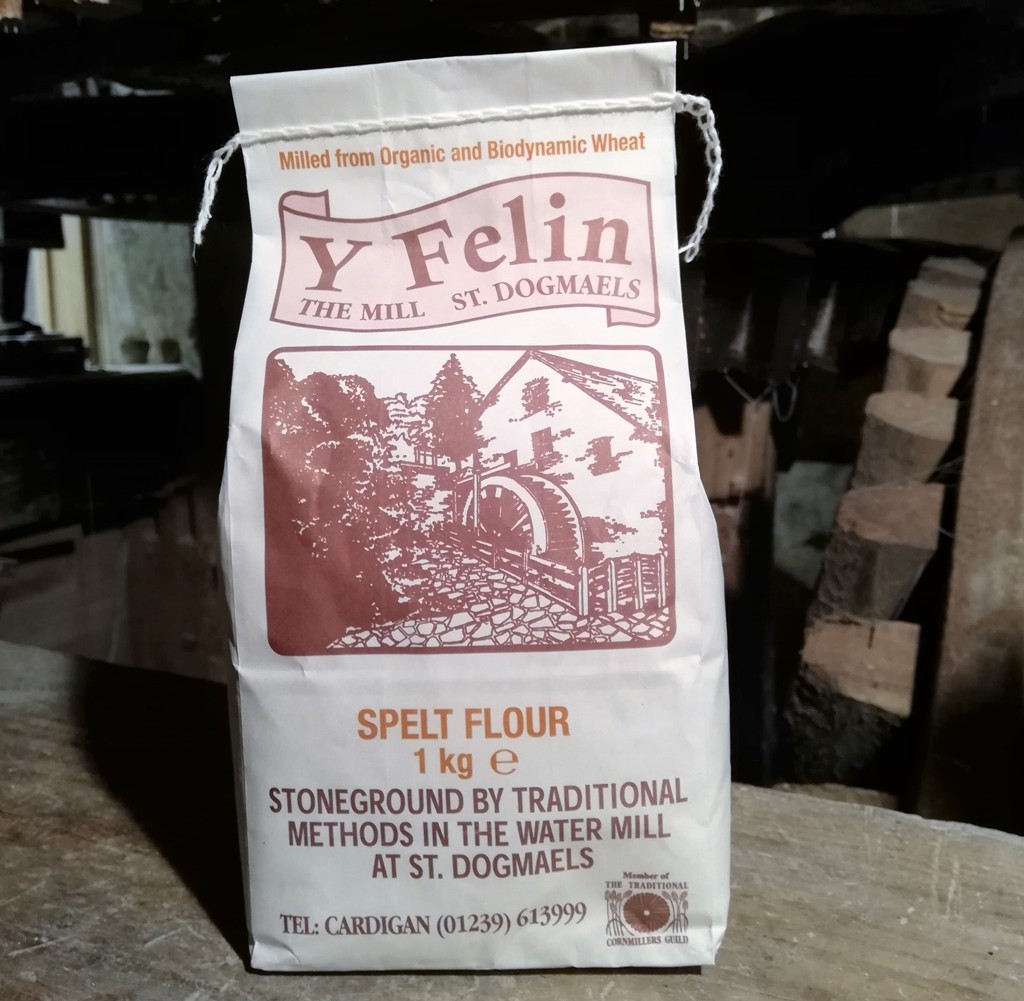 Milled from Organic and Biodynamic Wheat
Y Felin
THE MILL ST. DOGMAELS
SPELT FLOUR
1 kg ℮
STONEGROUND BY TRADITIONAL
METHODS IN THE WATER MILL
AT ST. DOGMAELS
TEL: CARDIGAN (01239) 613999
Member of
THE TRADITIONAL
CORNMILLERS GUILD